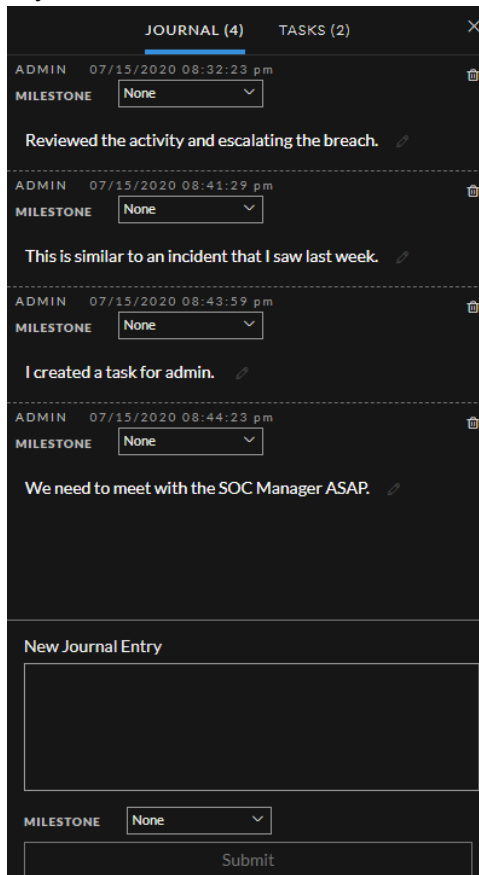 JOURNAL (4) TASKS (2)
ADMIN 07/15/2020 08:32:23 pm
MILESTONE None
Reviewed the activity and escalating the breach.
ADMIN 07/15/2020 08:41:29 pm
MILESTONE None
This is similar to an incident that I saw last week.
ADMIN 07/15/2020 08:43:59 pm
MILESTONE None
I created a task for admin.
ADMIN 07/15/2020 08:44:23 pm
MILESTONE None
We need to meet with the SOC Manager ASAP.
New Journal Entry
MILESTONE None
Submit